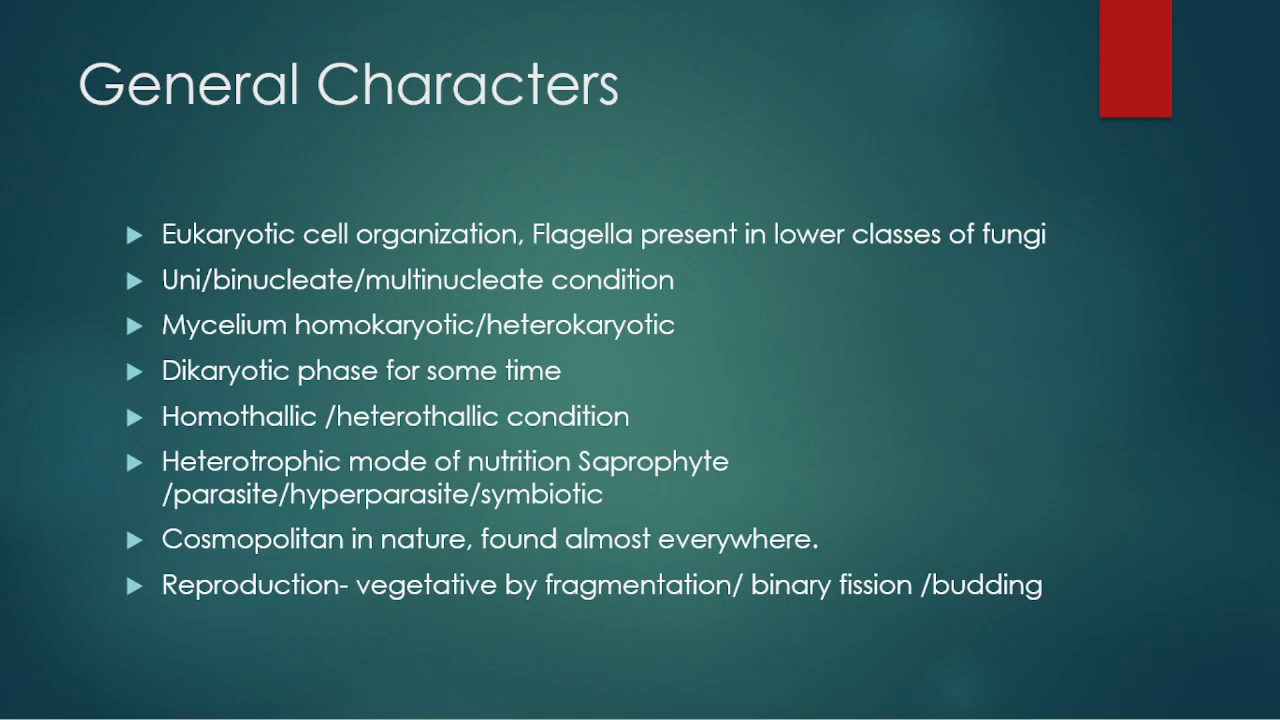 General Characters
Eukaryotic cell organization, Flagella present in lower classes of fungi
Uni/binucleate/multinucleate condition
Mycelium homokaryotic/heterokaryotic
Dikaryotic phase for some time
Homothallic /heterothallic condition
Heterotrophic mode of nutrition Saprophyte
/parasite/hyperparasite/symbiotic
Cosmopolitan in nature, found almost everywhere.
Reproduction- vegetative by fragmentation/ binary fission /budding